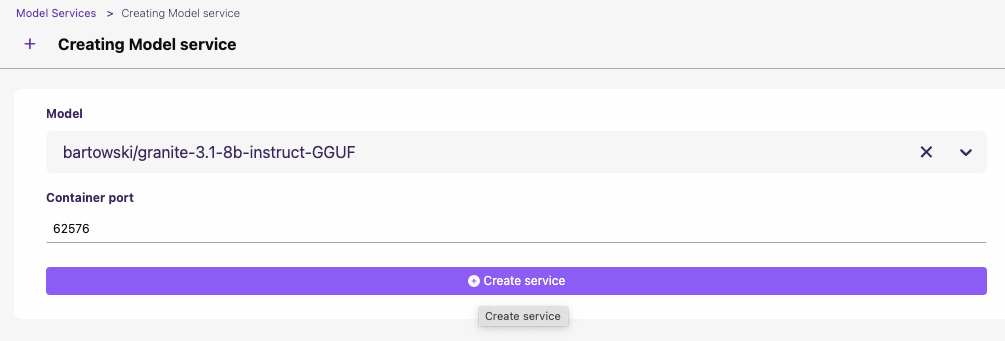 Model Services > Creating Model service
+ Creating Model service
Model
bartowski/granite-3.1-8b-instruct-GGUF
Container port
62576
Create service
Create service